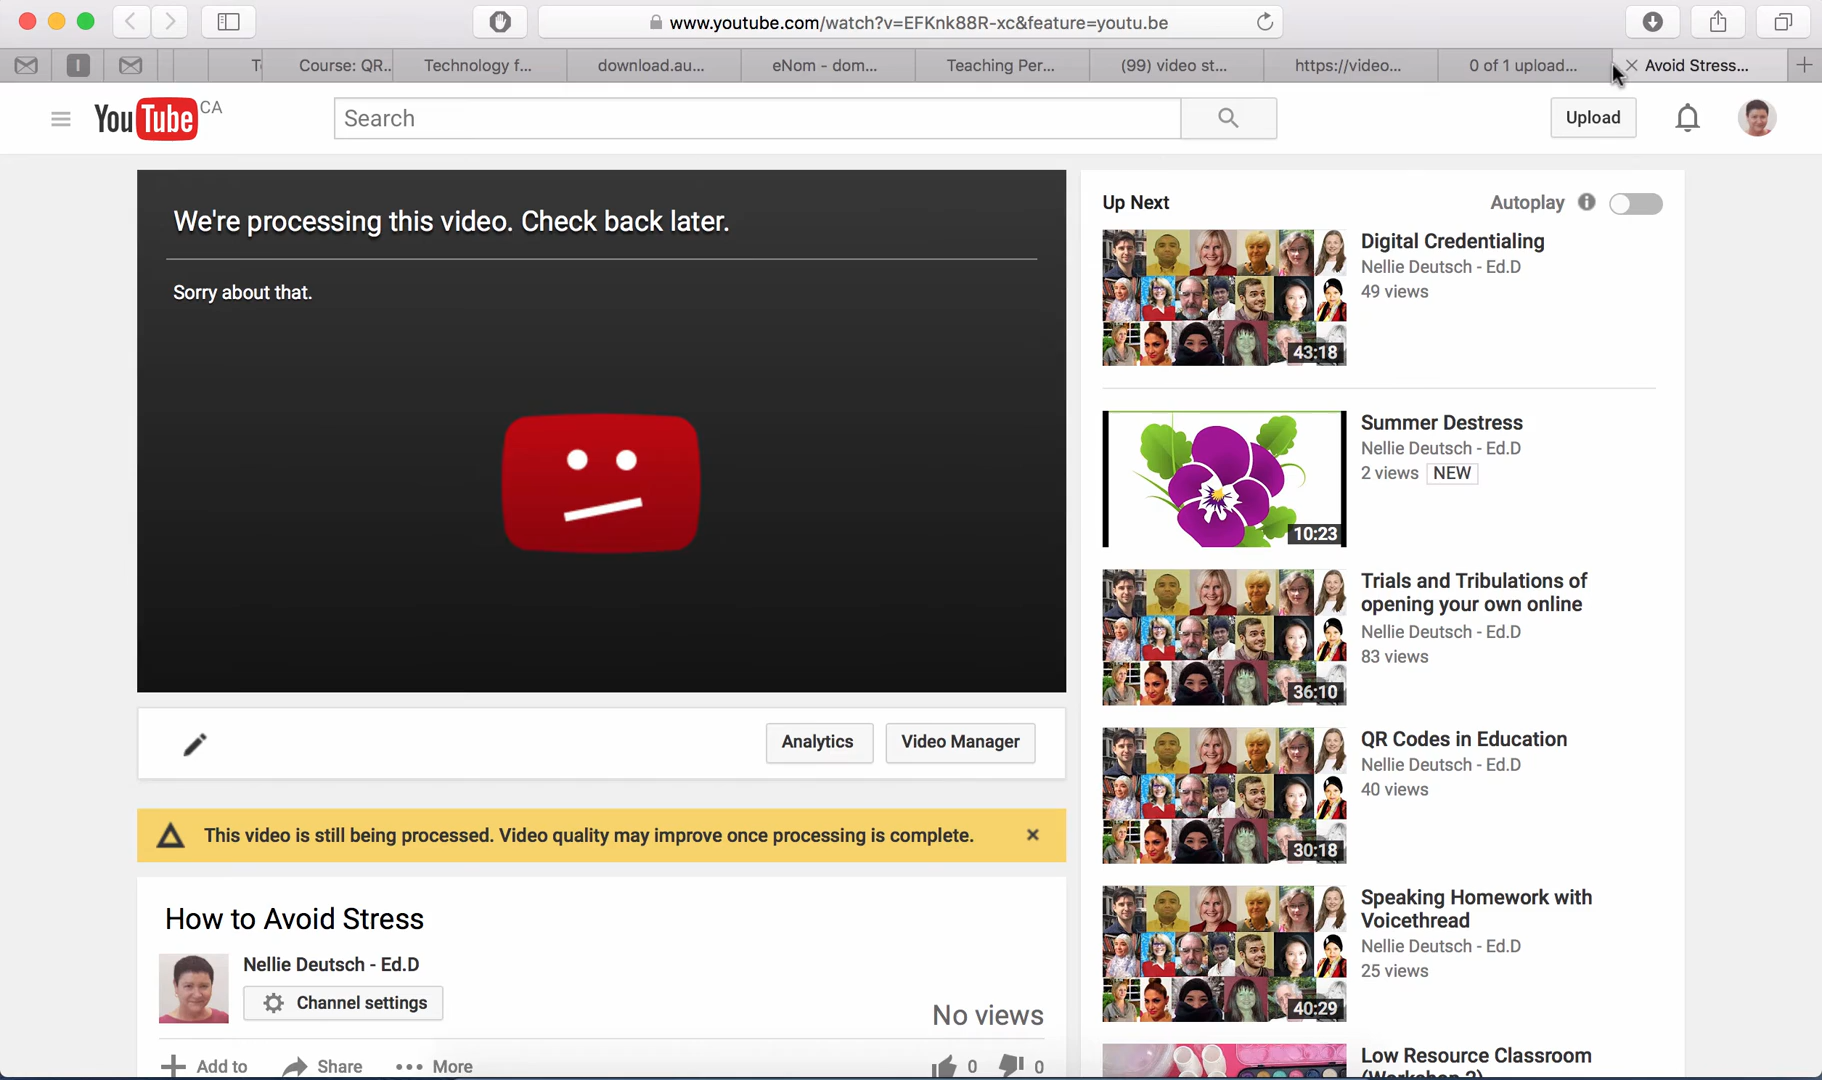 www.youtube.com/watch?v=EFKnk88R-xc&feature=youtu.be
Course: QR...
Technology f...
download.au...
eNom - dom...
Teaching Per...
(99) video st...
https://video...
0 of 1 upload...
Avoid Stress...
YouTube CA
Search
Upload
We're processing this video. Check back later.
Sorry about that.
Analytics
Video Manager
This video is still being processed. Video quality may improve once processing is complete.
How to Avoid Stress
Nellie Deutsch - Ed.D
Channel settings
No views
Add to
Share
More
0
0
Up Next
Autoplay
43:18
Digital Credentialing
Nellie Deutsch - Ed.D
49 views
10:23
Summer Destress
Nellie Deutsch - Ed.D
2 views NEW
36:10
Trials and Tribulations of
opening your own online
Nellie Deutsch - Ed.D
83 views
30:18
QR Codes in Education
Nellie Deutsch - Ed.D
40 views
40:29
Speaking Homework with
Voicethread
Nellie Deutsch - Ed.D
25 views
Low Resource Classroom